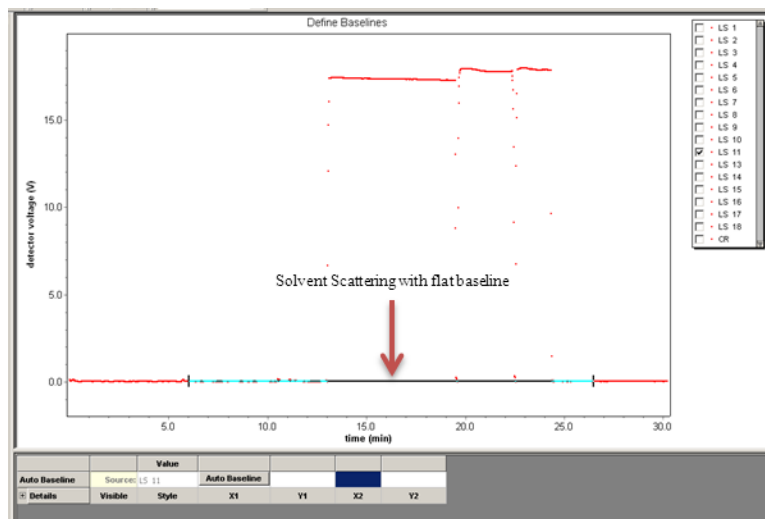 Define Baselines
LS 1
LS 2
LS 3
LS 4
LS 5
LS 6
LS 7
LS 8
LS 9
LS 10
LS 11
LS 13
LS 14
LS 15
LS 16
LS 17
LS 18
CR
15.0
10.0
5.0
0.0
detector voltage (V)
Solvent Scattering with flat baseline
5.0 10.0 15.0 20.0 25.0 30.0
time (min)
Value
Auto Baseline Source: LS 11 Auto Baseline
Details Visible Style X1 Y1 X2 Y2